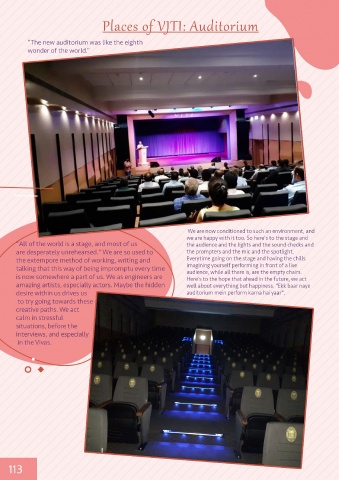 Places of VJTI: Auditorium
"The new auditorium was like the eighth
wonder of the world."
"All of the world is a stage, and most of us
are desperately unrehearsed." We are so used to
the extempore method of working, writing and
talking that this way of being impromptu every time
is now somewhere a part of us. We as engineers are
amazing artists, especially actors. Maybe the hidden
desire within us drives us
to try going towards these
creative paths. We act
calm in stressful
situations, before the
interviews, and especially
in the Vivas.
We are now conditioned to such an environment, and
we are happy with it too. So here's to the stage and
the audience and the lights and the sound checks and
the prompters and the mic and the spotlight.
Everytime going on the stage and having the chills
imagining yourself performing in front of a live
audience, while all there is, are the empty chairs.
Here's to the hope that ahead in the future, we act
well about everything but happiness. "Ekk baar naye
auditorium mein perform karna hai yaar".
113